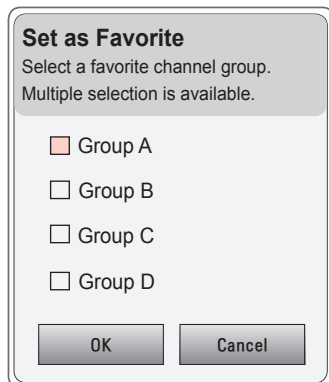 Set as Favorite
Select a favorite channel group.
Multiple selection is available.
Group A
Group B
Group C
Group D
OK
Cancel